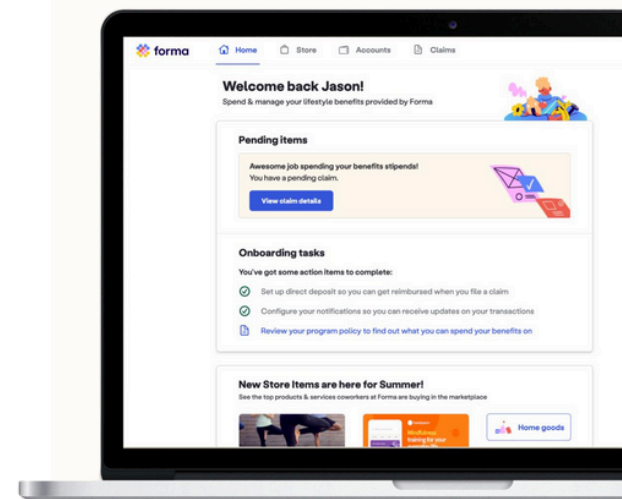 forma
Home
Store
Accounts
Claims
Welcome back Jason!
Spend & manage your lifestyle benefits provided by Forma
Pending items
Awesome job spending your benefits stipends!
You have a pending claim.
View claim details
Onboarding tasks
You've got some action items to complete:
Set up direct deposit so you can get reimbursed when you file a claim
Configure your notifications so you can receive updates on your transactions
Review your program policy to find out what you can spend your benefits on
New Store Items are here for Summer!
See the top products & services coworkers at Forma are buying in the marketplace
Mindfulness
training for your
Home goods